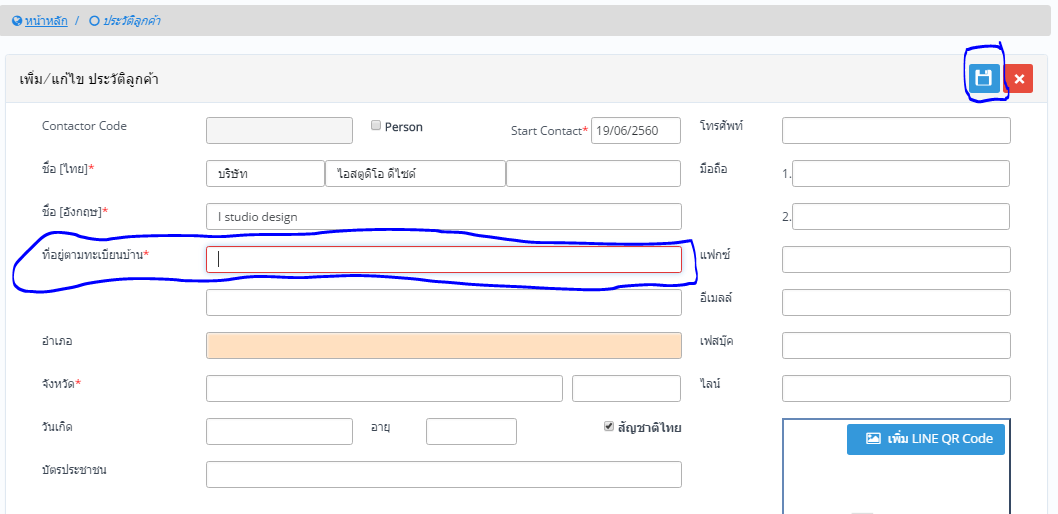 หน้าหลัก / ประวัติลูกค้า
เพิ่ม/แก้ไข ประวัติลูกค้า
Contactor Code Person Start Contact* 19/06/2560 โทรศัพท์
ชื่อ [ไทย]* บริษัท ไอสตูดิโอ ดีไซด์ มือถือ 1.
ชื่อ [อังกฤษ]* I studio design 2.
ที่อยู่ตามทะเบียนบ้าน* แฟกซ์
อีเมลล์
อำเภอ เฟสบุ๊ค
จังหวัด* ไลน์
วันเกิด อายุ สัญชาติไทย
เพิ่ม LINE QR Code
บัตรประชาชน